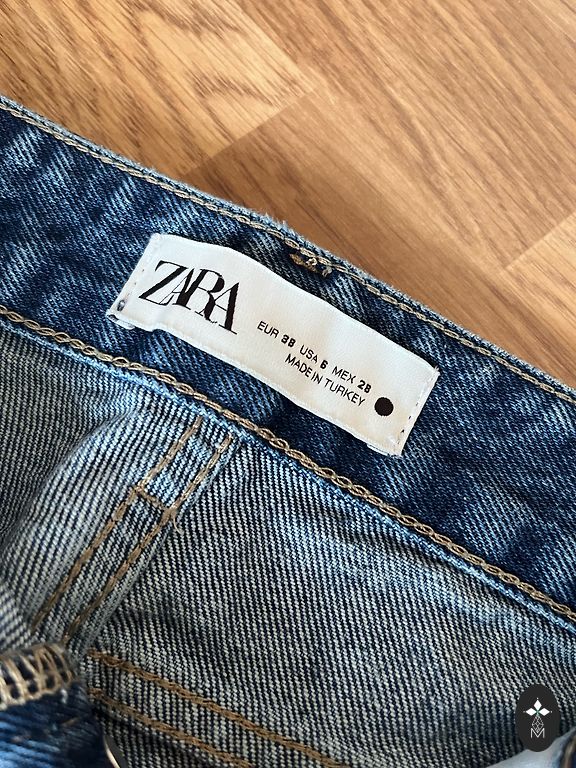 ZARA
EUR 38 USA 6 MEX 28
MADE IN TURKEY
M